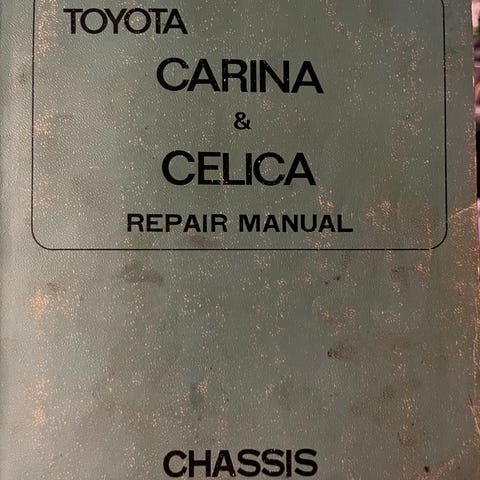 TOYOTA
CARINA
&
CELICA
REPAIR MANUAL
CHASSIS